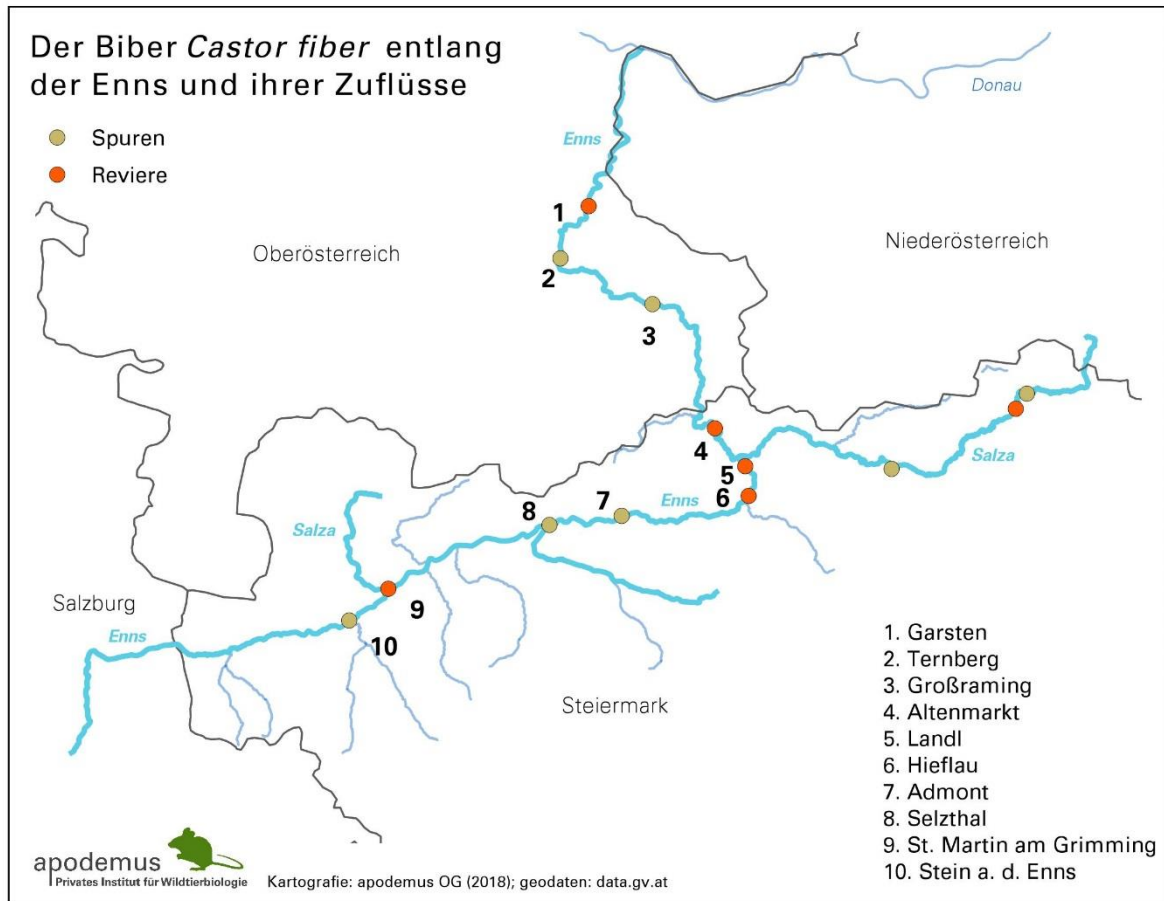 Der Biber Castor fiber entlang
der Enns und ihrer Zuflüsse
Spuren
Reviere
Donau
Enns
1
Oberösterreich
Niederösterreich
2
3
4
5
Salza
6
Enns
7
8
Salza
9
Salzburg
10
Enns
Steiermark
1. Garsten
2. Ternberg
3. Großraming
4. Altenmarkt
5. Landl
6. Hieflau
7. Admont
8. Selzthal
9. St. Martin am Grimming
10. Stein a. d. Enns
apodemus
Privates Institut für Wildtierbiologie
Kartografie: apodemus OG (2018); geodaten: data.gv.at